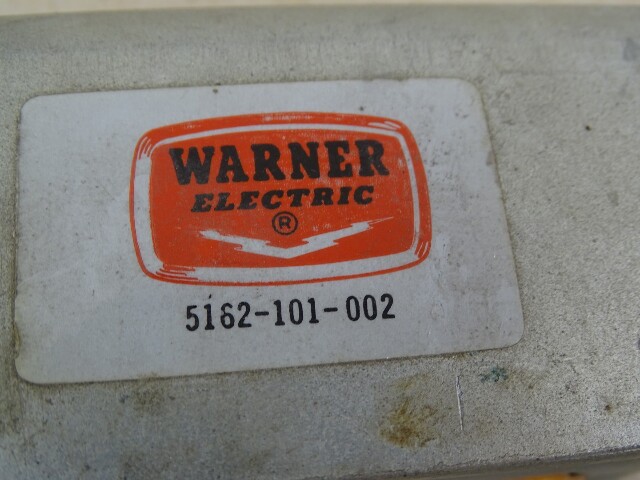 WARNER
ELECTRIC
®
5162-101-002